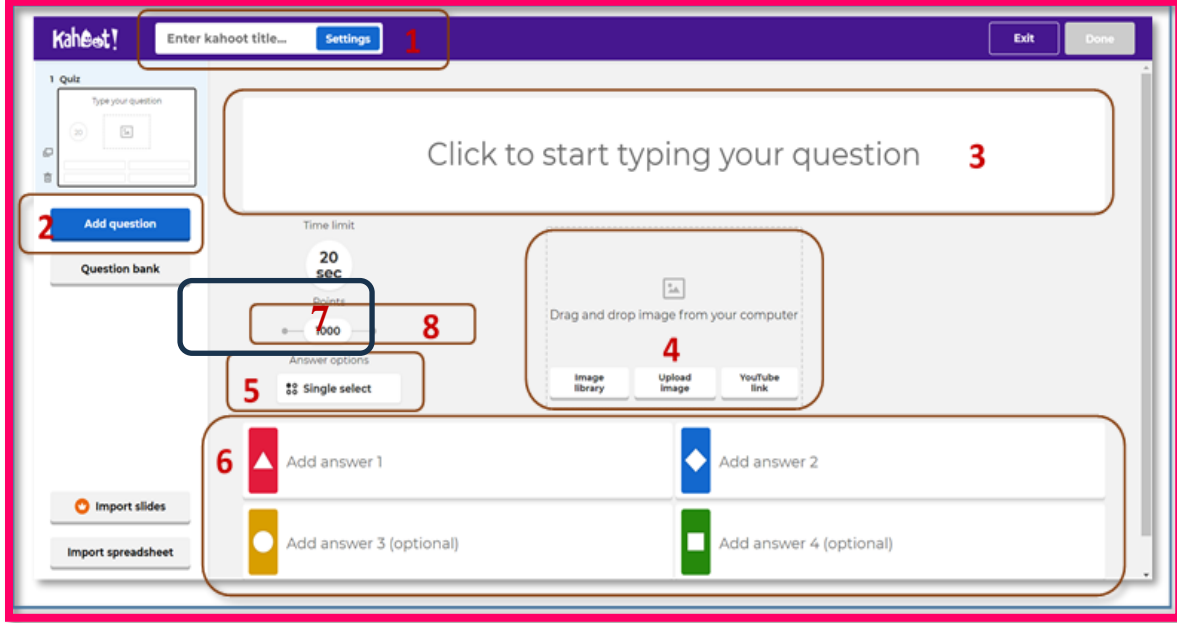 Kahoot!
Enter kahoot title...
Settings
1
Exit
Done
1 Quiz
Type your question
20
Click to start typing your question
3
2
Add question
Question bank
Time limit
20
sec
Points
7
1000
8
Answer options
5
Single select
Drag and drop image from your computer
4
Image
library
Upload
image
YouTube
link
6
Add answer 1
Add answer 2
Add answer 3 (optional)
Add answer 4 (optional)
Import slides
Import spreadsheet